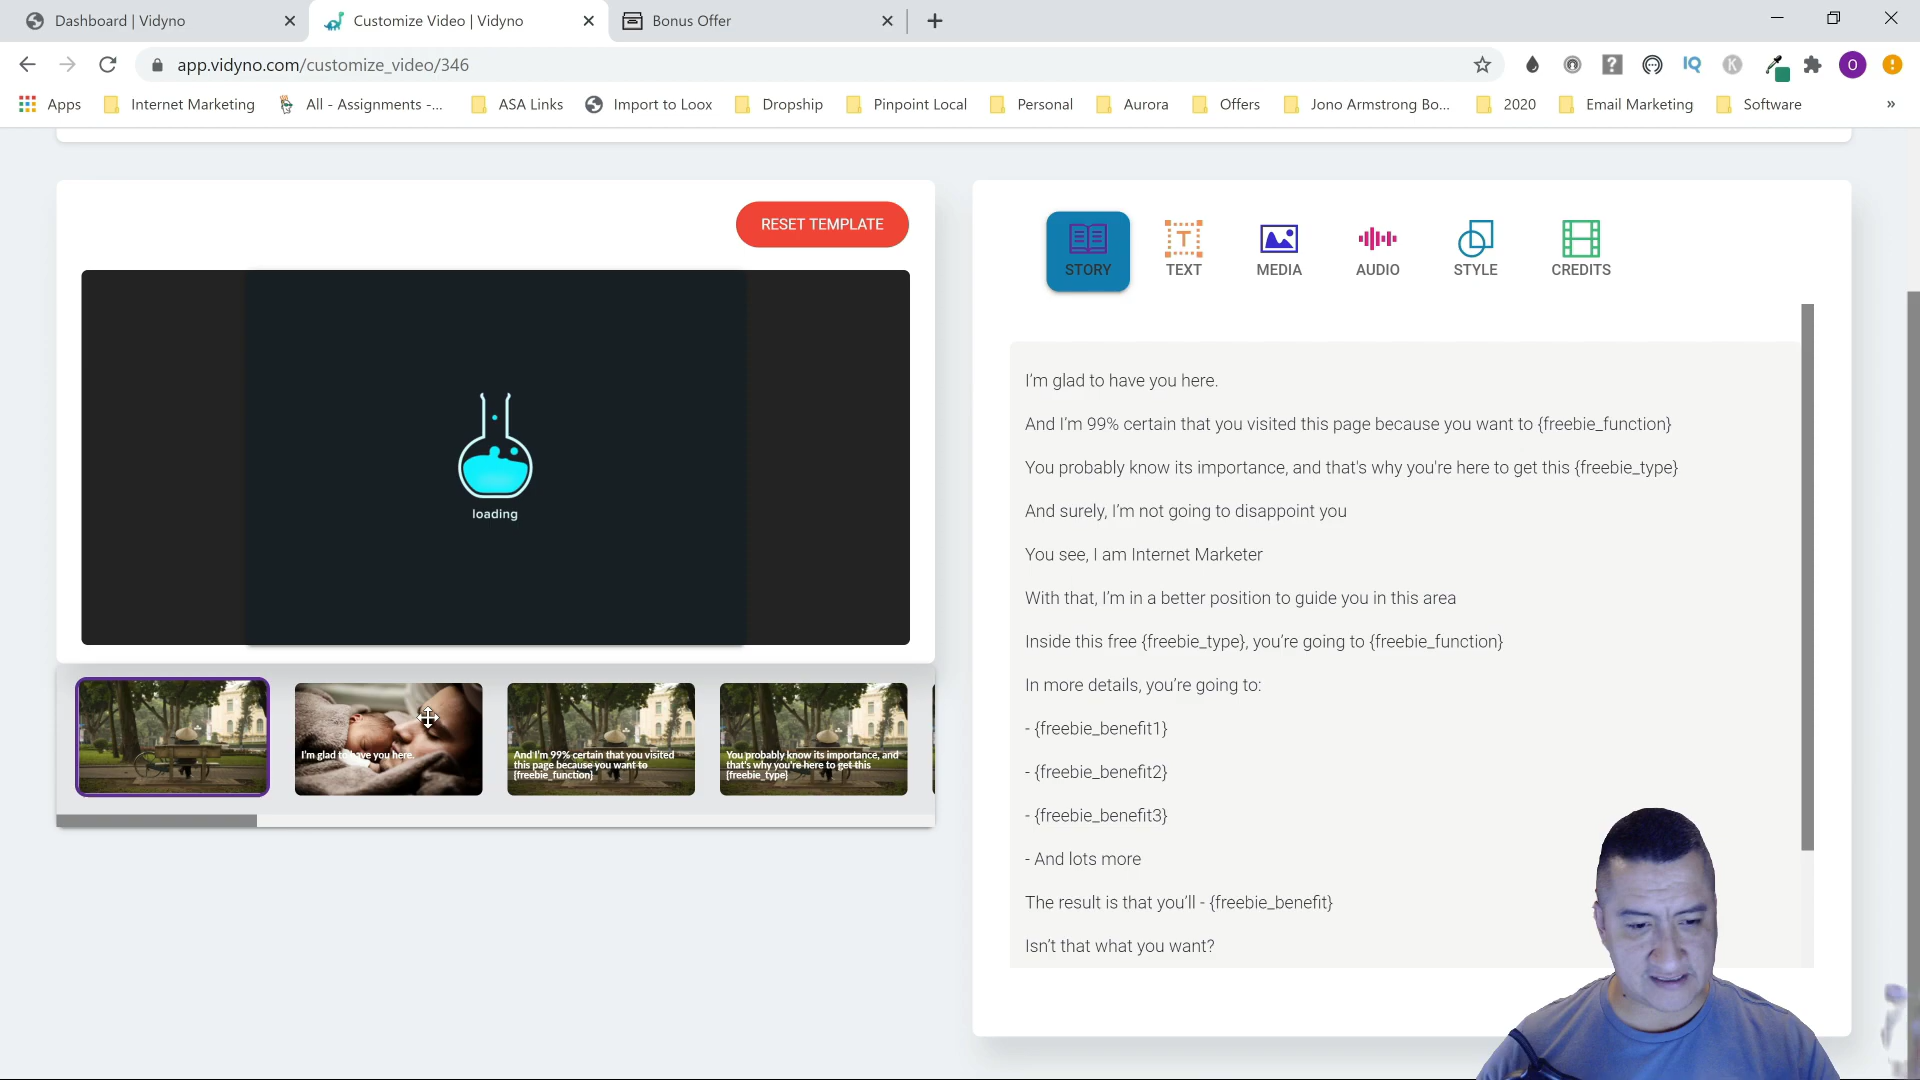 Dashboard | Vidyno
Customize Video | Vidyno
Bonus Offer
app.vidyno.com/customize_video/346
IQ
K
O
Apps
Internet Marketing
All - Assignments -...
ASA Links
Import to Loox
Dropship
Pinpoint Local
Personal
Aurora
Offers
Jono Armstrong Bo...
2020
Email Marketing
Software
»
RESET TEMPLATE
loading
I'm glad to have you here.
And I'm 99% certain that you visited
this page because you want to
{freebie_function}
You probably know its importance, and
that's why you're here to get this
{freebie_type}
STORY
TEXT
MEDIA
AUDIO
STYLE
CREDITS
I'm glad to have you here.
And I'm 99% certain that you visited this page because you want to {freebie_function}
You probably know its importance, and that's why you're here to get this {freebie_type}
And surely, I'm not going to disappoint you
You see, I am Internet Marketer
With that, I'm in a better position to guide you in this area
Inside this free {freebie_type}, you're going to {freebie_function}
In more details, you're going to:
- {freebie_benefit1}
- {freebie_benefit2}
- {freebie_benefit3}
- And lots more
The result is that you'll - {freebie_benefit}
Isn't that what you want?